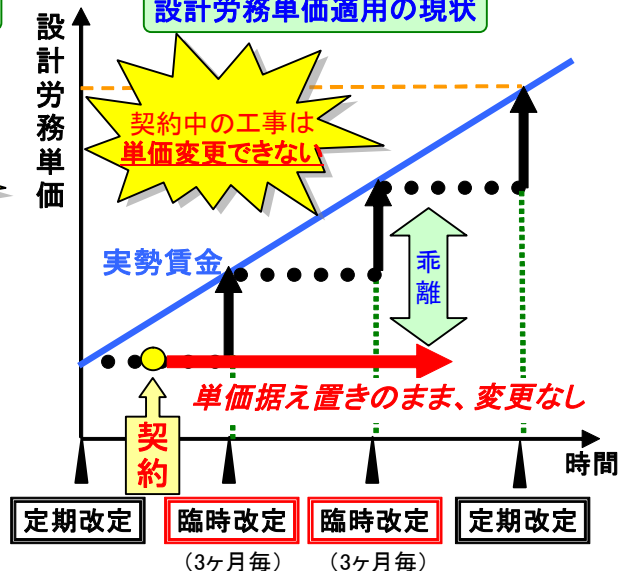 設計労務単価適用の現状
設計労務単価
契約中の工事は
単価変更できない
実勢賃金
乖離
単価据え置きのまま、変更なし
契約
時間
定期改定
臨時改定
臨時改定
定期改定
（3ヶ月毎）
（3ヶ月毎）